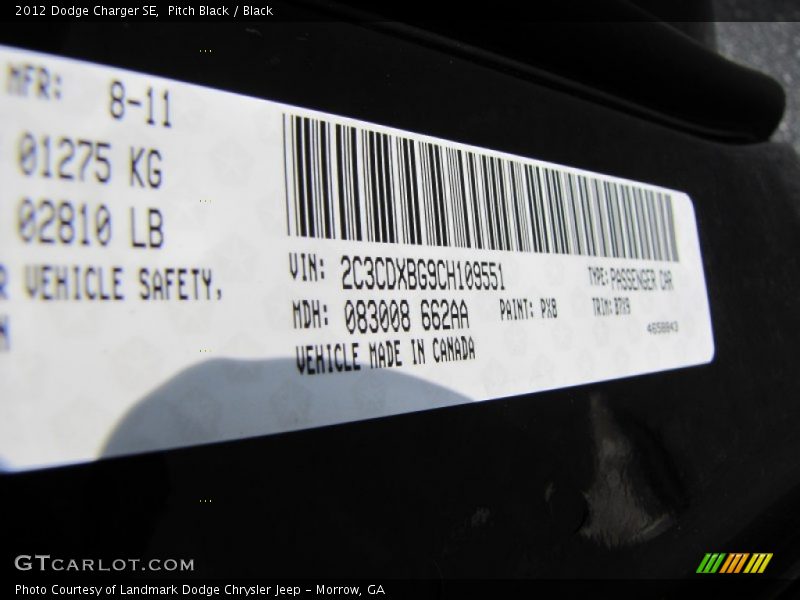 2012 Dodge Charger SE,  Pitch Black / Black
MFR: 8-11
01275 KG
02810 LB
R VEHICLE SAFETY,
N
VIN: 2C3CDXBG9CH109551 TYPE: PASSENGER CAR
MDH: 083008 662AA PAINT: PX8 TRIM: B7X9
VEHICLE MADE IN CANADA
4658843
GTCARLOT.COM
Photo Courtesy of Landmark Dodge Chrysler Jeep - Morrow, GA